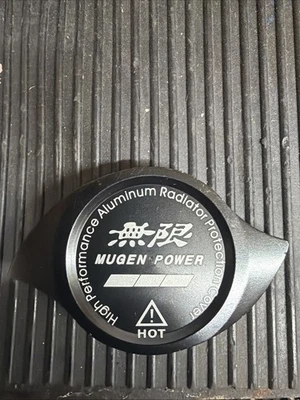 High Performance Aluminum Radiator Protection Cover
無限
MUGEN POWER
HOT